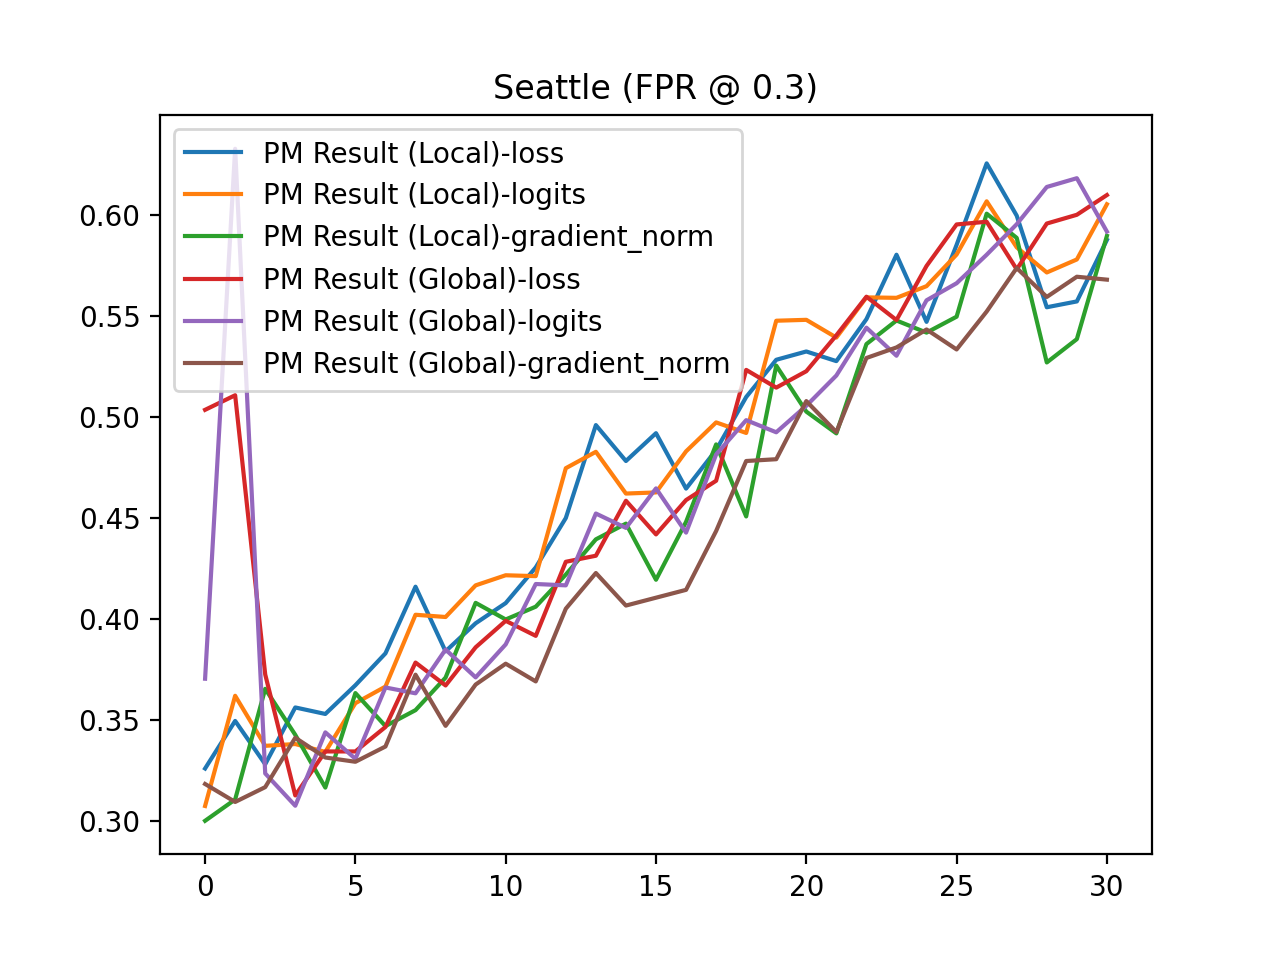 Seattle (FPR @ 0.3)
PM Result (Local)-loss
PM Result (Local)-logits
PM Result (Local)-gradient_norm
PM Result (Global)-loss
PM Result (Global)-logits
PM Result (Global)-gradient_norm
0.60
0.55
0.50
0.45
0.40
0.35
0.30
0 5 10 15 20 25 30